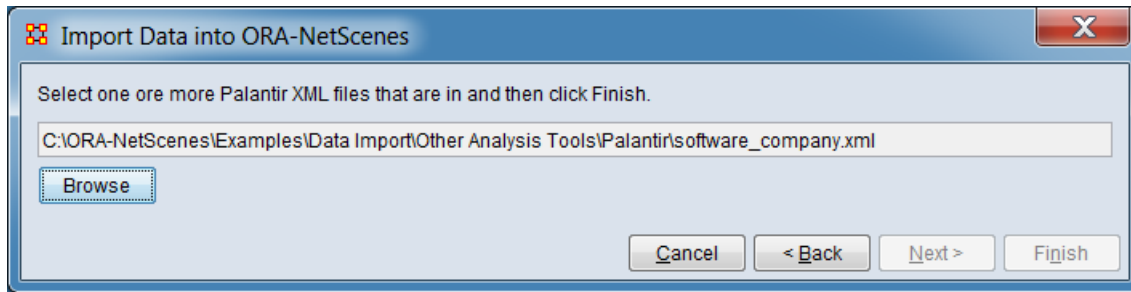 Import Data into ORA-NetScenes
Select one ore more Palantir XML files that are in and then click Finish.
C:\ORA-NetScenes\Examples\Data Import\Other Analysis Tools\Palantir\software_company.xml
Browse
Cancel < Back Next > Finish